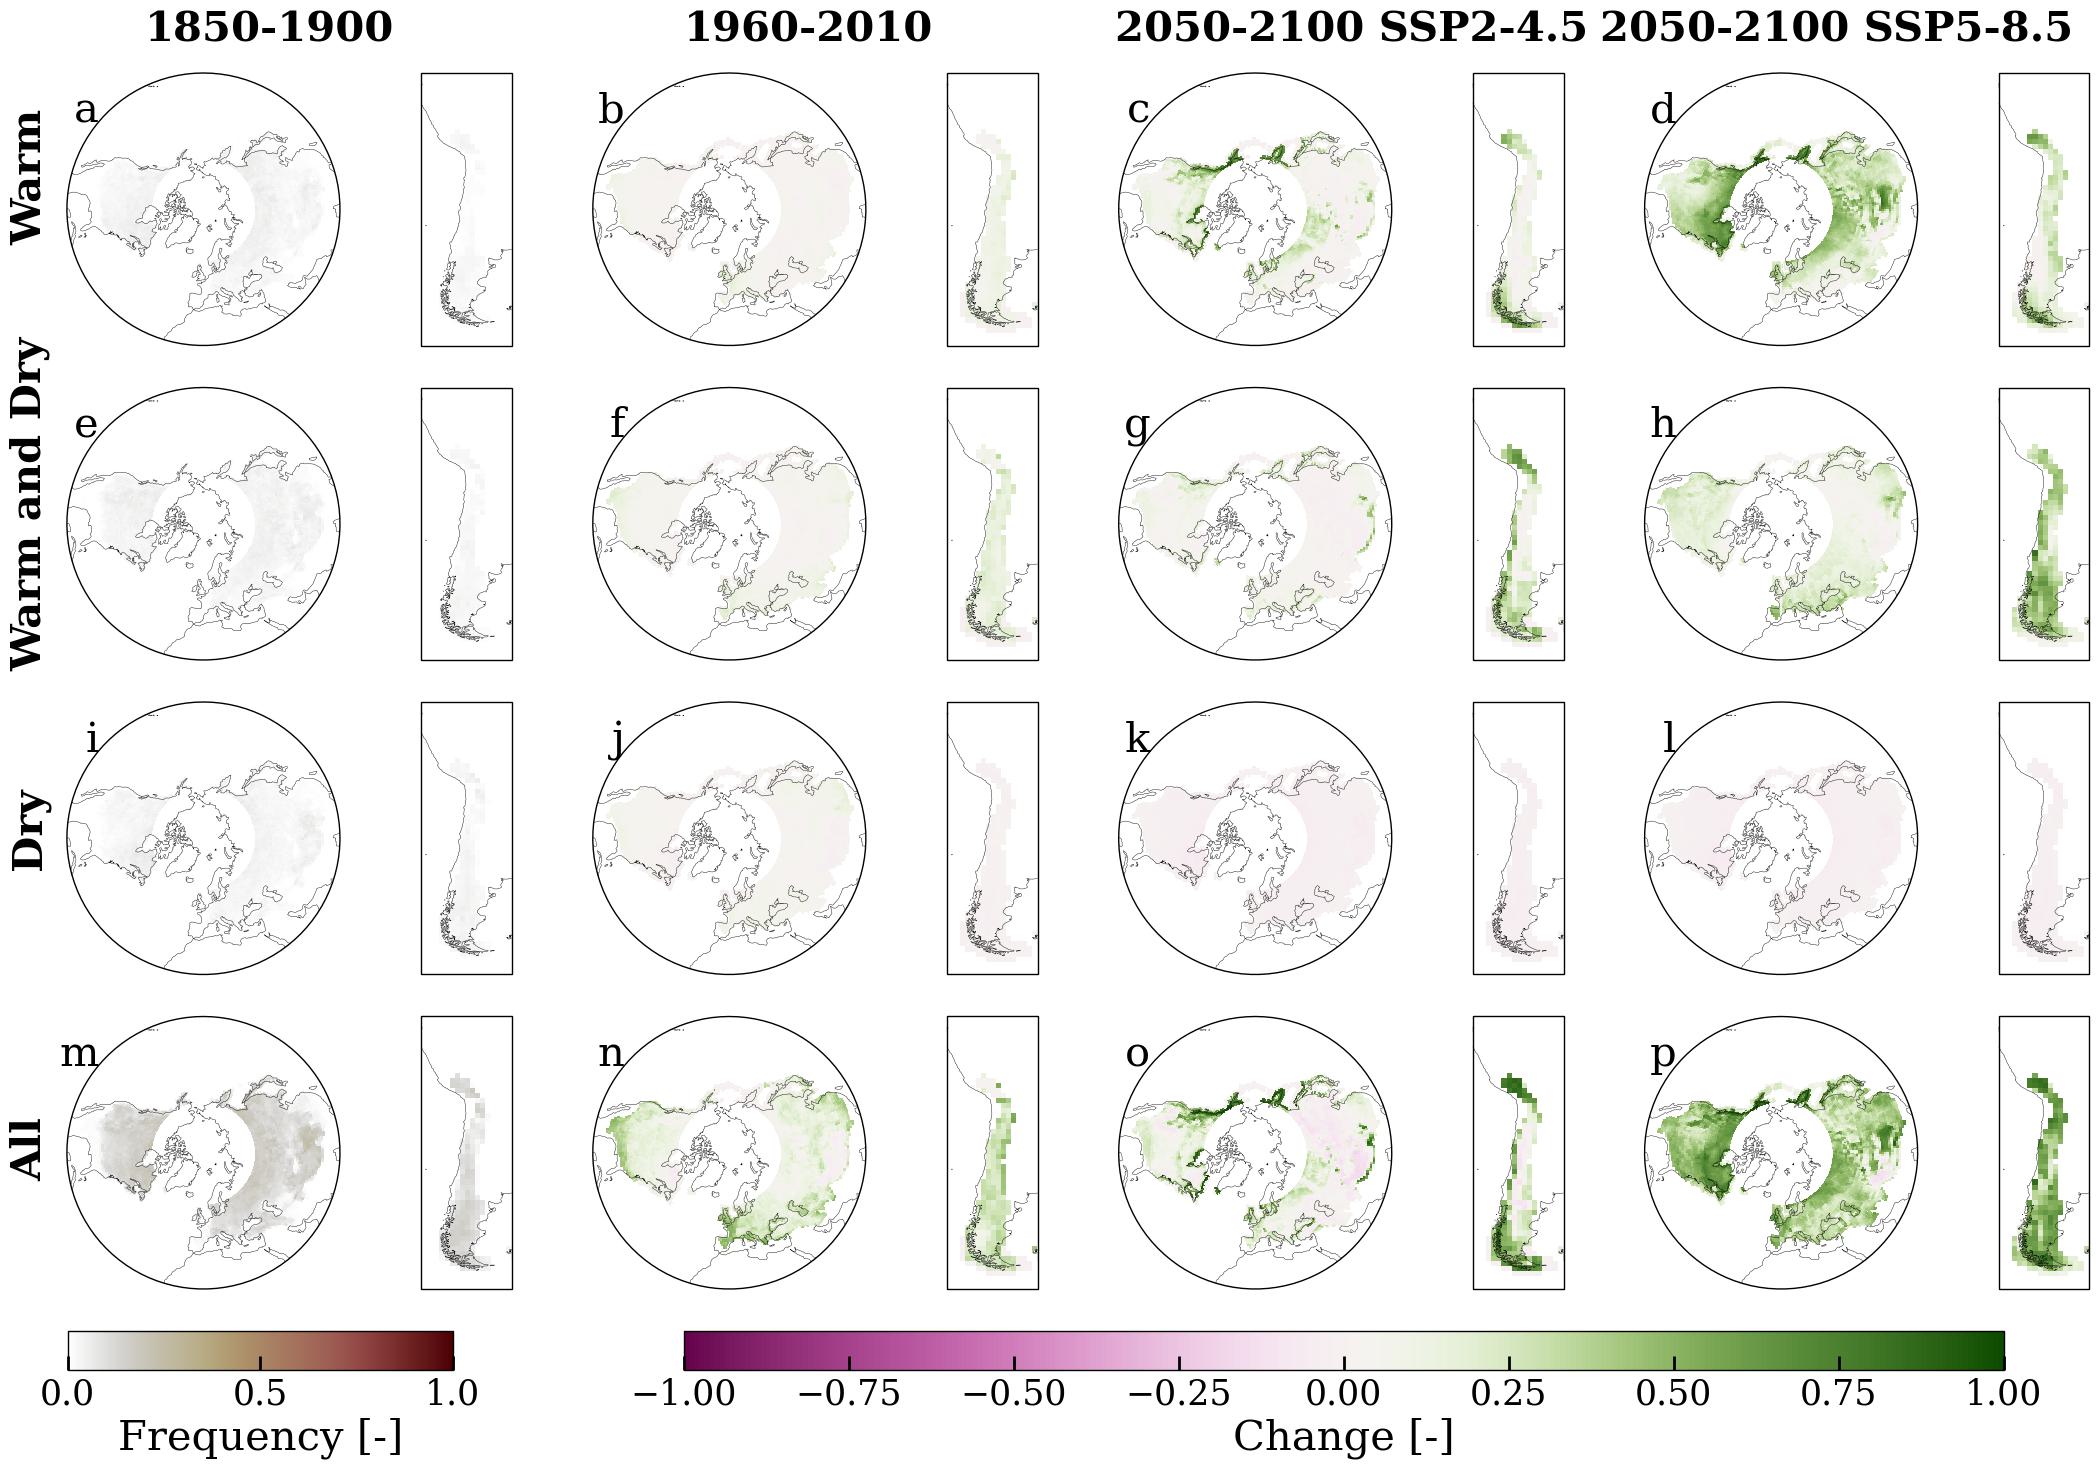 1850-1900 1960-2010 2050-2100 SSP2-4.5 2050-2100 SSP5-8.5
Warm
a b c d
Warm and Dry
e f g h
Dry
i j k l
All
m n o p
0.0 0.5 1.0
Frequency [-]
−1.00 −0.75 −0.50 −0.25 0.00 0.25 0.50 0.75 1.00
Change [-]